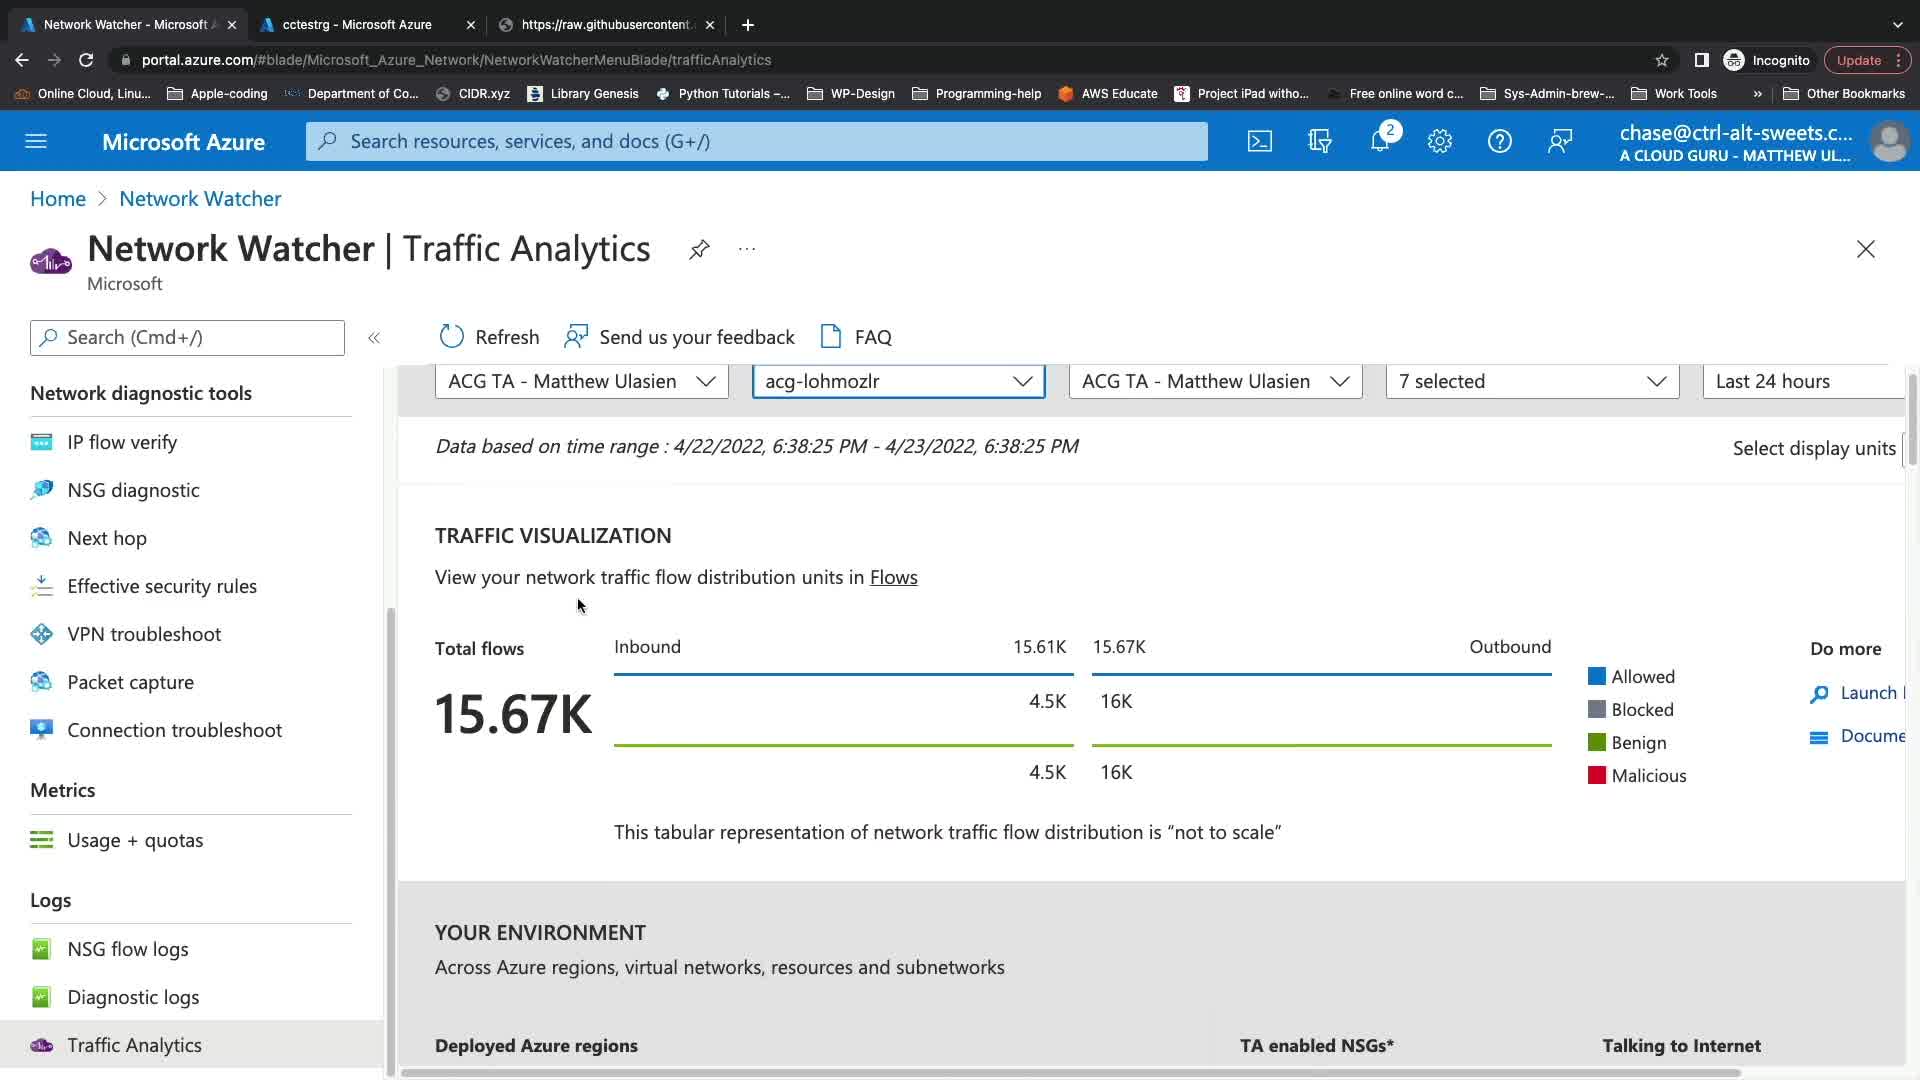 Network Watcher - Microsoft A
cctestrg - Microsoft Azure
https://raw.githubusercontent.
portal.azure.com/#blade/Microsoft_Azure_Network/NetworkWatcherMenuBlade/trafficAnalytics
Incognito
Update
Online Cloud, Linu...
Apple-coding
Department of Co...
CIDR.xyz
Library Genesis
Python Tutorials –...
WP-Design
Programming-help
AWS Educate
Project iPad witho...
Free online word c...
Sys-Admin-brew-...
Work Tools
»
Other Bookmarks
Microsoft Azure
Search resources, services, and docs (G+/)
2
chase@ctrl-alt-sweets.c...
A CLOUD GURU - MATTHEW UL...
Home > Network Watcher
Network Watcher | Traffic Analytics
Microsoft
Search (Cmd+/)
«
Refresh
Send us your feedback
FAQ
Network diagnostic tools
IP flow verify
NSG diagnostic
Next hop
Effective security rules
VPN troubleshoot
Packet capture
Connection troubleshoot
Metrics
Usage + quotas
Logs
NSG flow logs
Diagnostic logs
Traffic Analytics
ACG TA - Matthew Ulasien
acg-lohmozlr
ACG TA - Matthew Ulasien
7 selected
Last 24 hours
Data based on time range : 4/22/2022, 6:38:25 PM - 4/23/2022, 6:38:25 PM
Select display units
TRAFFIC VISUALIZATION
View your network traffic flow distribution units in Flows
Total flows
15.67K
Inbound
15.61K
15.67K
Outbound
4.5K
16K
4.5K
16K
Allowed
Blocked
Benign
Malicious
Do more
Launch
Docume
This tabular representation of network traffic flow distribution is “not to scale”
YOUR ENVIRONMENT
Across Azure regions, virtual networks, resources and subnetworks
Deployed Azure regions
TA enabled NSGs*
Talking to Internet